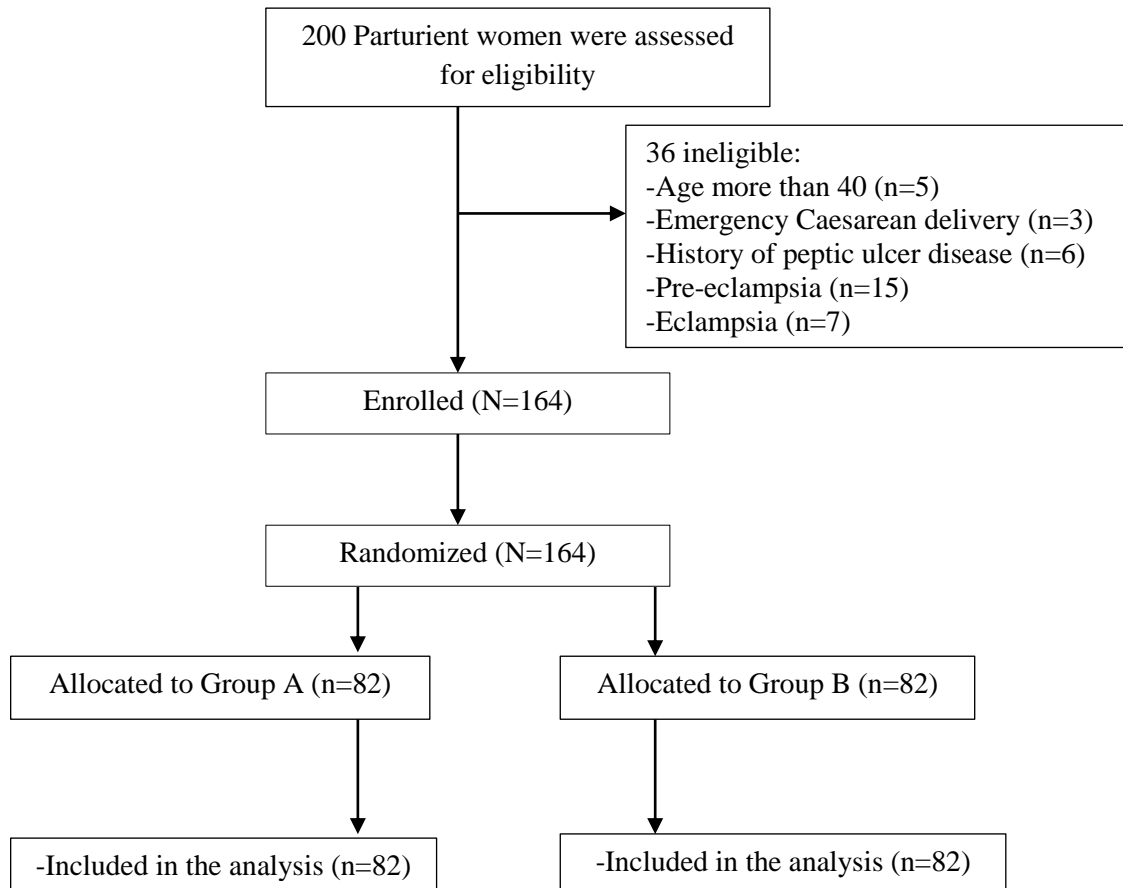 200 Parturient women were assessed
for eligibility
36 ineligible:
-Age more than 40 (n=5)
-Emergency Caesarean delivery (n=3)
-History of peptic ulcer disease (n=6)
-Pre-eclampsia (n=15)
-Eclampsia (n=7)
Enrolled (N=164)
Randomized (N=164)
Allocated to Group A (n=82)
Allocated to Group B (n=82)
-Included in the analysis (n=82)
-Included in the analysis (n=82)